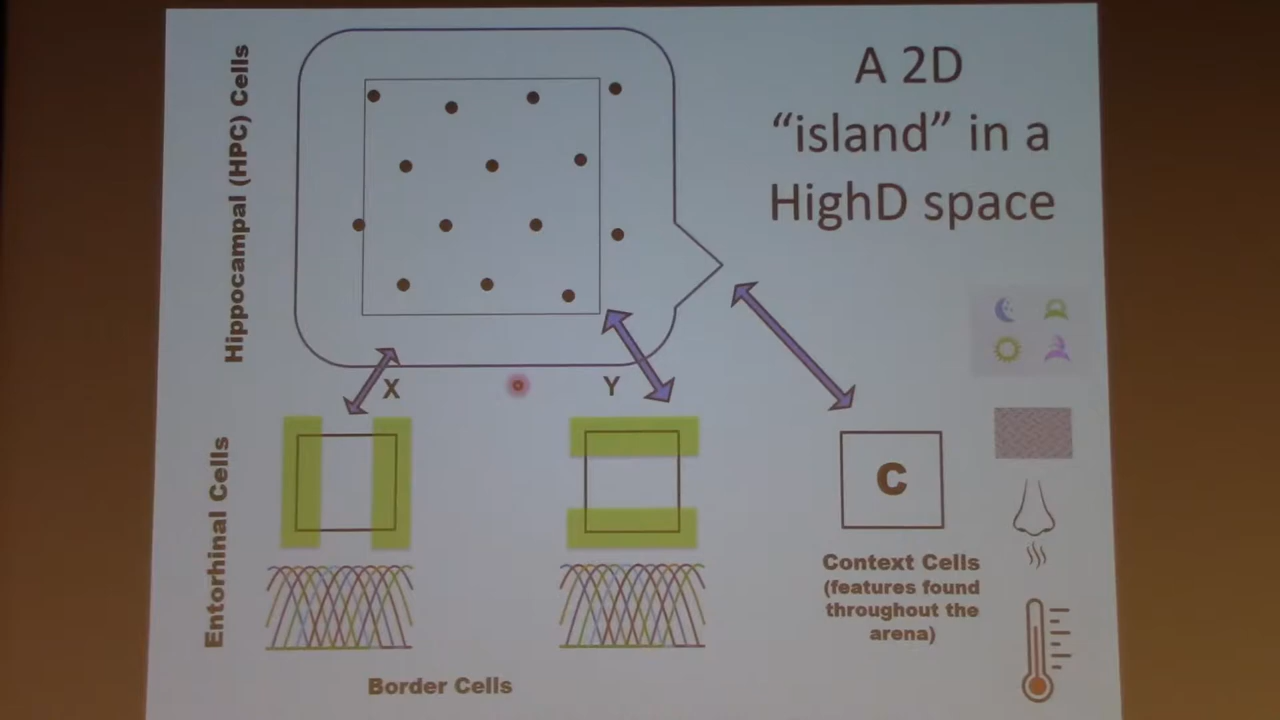 A 2D
“island” in a
HighD space
Hippocampal (HPC) Cells
X
Y
Entorhinal Cells
C
Context Cells
(features found
throughout the
arena)
Border Cells